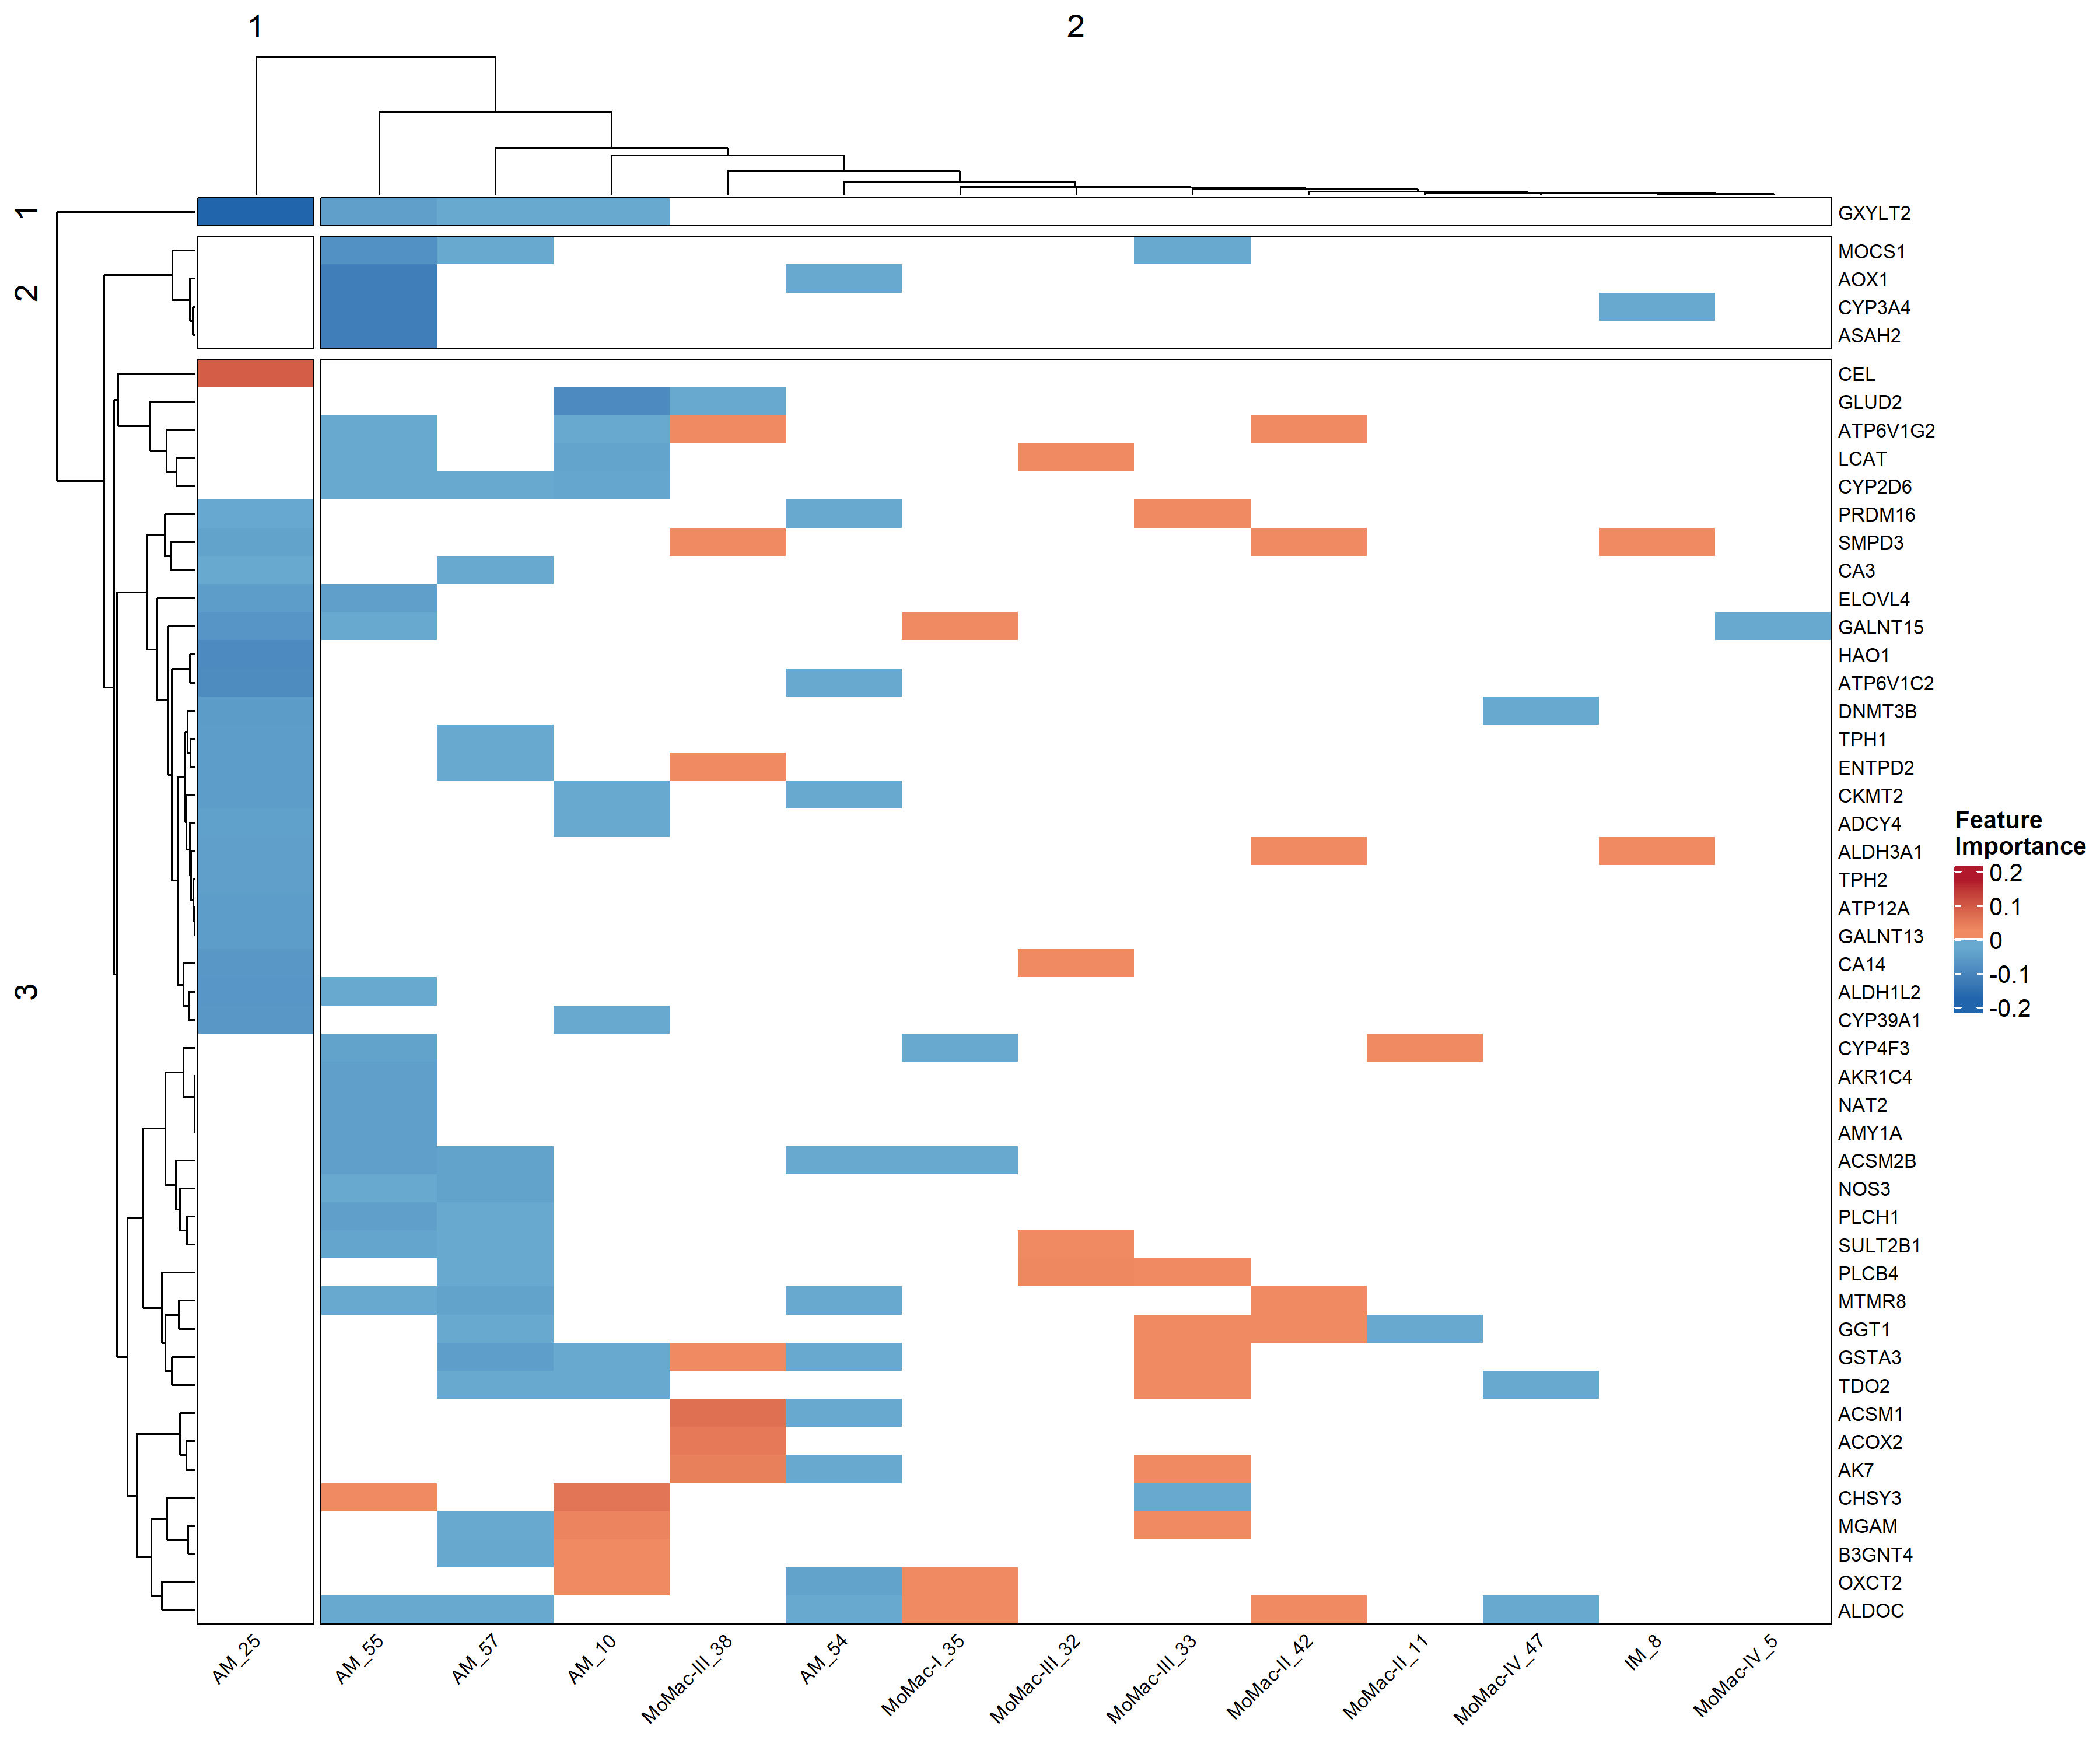 1
2
1
2
3
GXYLT2
MOCS1
AOX1
CYP3A4
ASAH2
CEL
GLUD2
ATP6V1G2
LCAT
CYP2D6
PRDM16
SMPD3
CA3
ELOVL4
GALNT15
HAO1
ATP6V1C2
DNMT3B
TPH1
ENTPD2
CKMT2
ADCY4
ALDH3A1
TPH2
ATP12A
GALNT13
CA14
ALDH1L2
CYP39A1
CYP4F3
AKR1C4
NAT2
AMY1A
ACSM2B
NOS3
PLCH1
SULT2B1
PLCB4
MTMR8
GGT1
GSTA3
TDO2
ACSM1
ACOX2
AK7
CHSY3
MGAM
B3GNT4
OXCT2
ALDOC
AM_25
AM_55
AM_57
AM_10
MoMac-III_38
AM_54
MoMac-I_35
MoMac-III_32
MoMac-III_33
MoMac-II_42
MoMac-II_11
MoMac-IV_47
IM_8
MoMac-IV_5
Feature
Importance
0.2
0.1
0
-0.1
-0.2